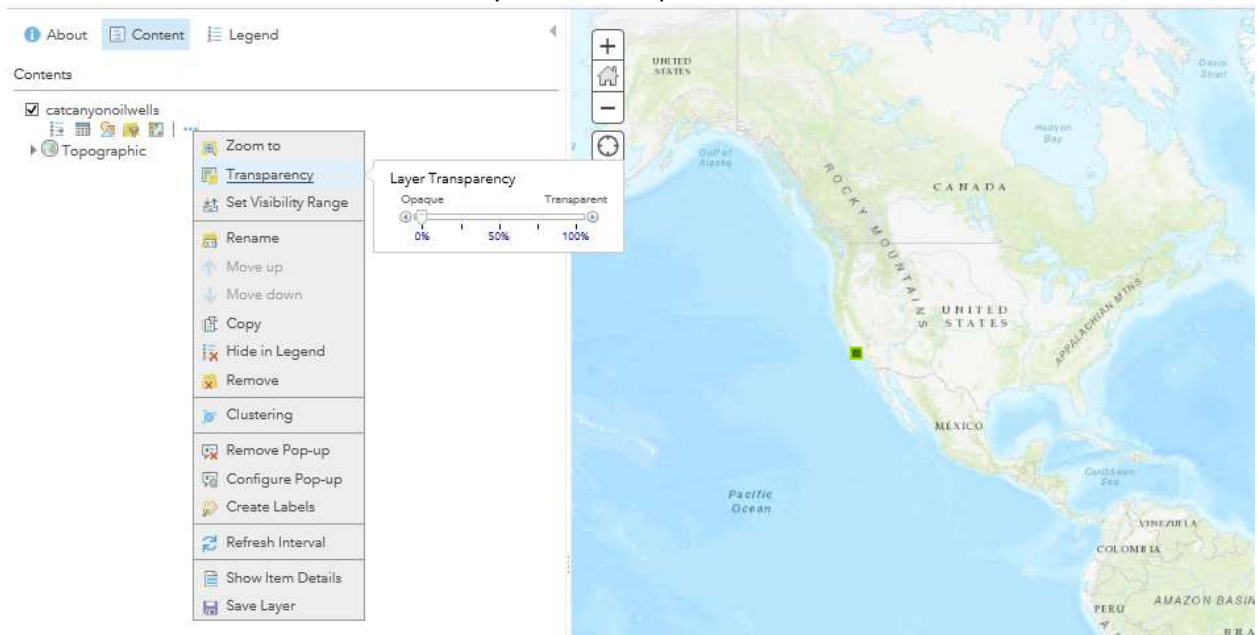 About Content Legend
Contents
catcanyonoilwells
Topographic
Zoom to
Transparency
Set Visibility Range
Rename
Move up
Move down
Copy
Hide in Legend
Remove
Clustering
Remove Pop-up
Configure Pop-up
Create Labels
Refresh Interval
Show Item Details
Save Layer
Layer Transparency
Opaque Transparent
0% 50% 100%
UNITED
STATES
Davis
Strait
Hudson
Bay
Gulf of
Alaska
CANADA
ROCKY MOUNTAINS
UNITED
STATES
APPALACHIAN MTNS
MEXICO
Caribbean
Sea
Pacific
Ocean
VENEZUELA
COLOMBIA
AMAZON BASIN
PERU